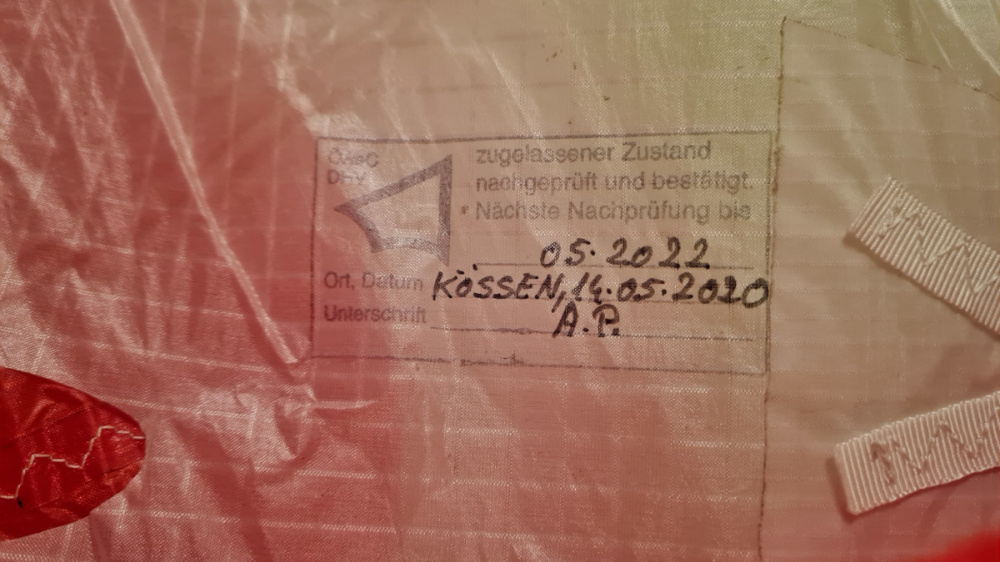 ÖAeC
DHV
zugelassener Zustand
nachgeprüft und bestätigt.
* Nächste Nachprüfung bis
05.2022
Ort, Datum KÖSSEN, 14.05.2020
Unterschrift A.P.